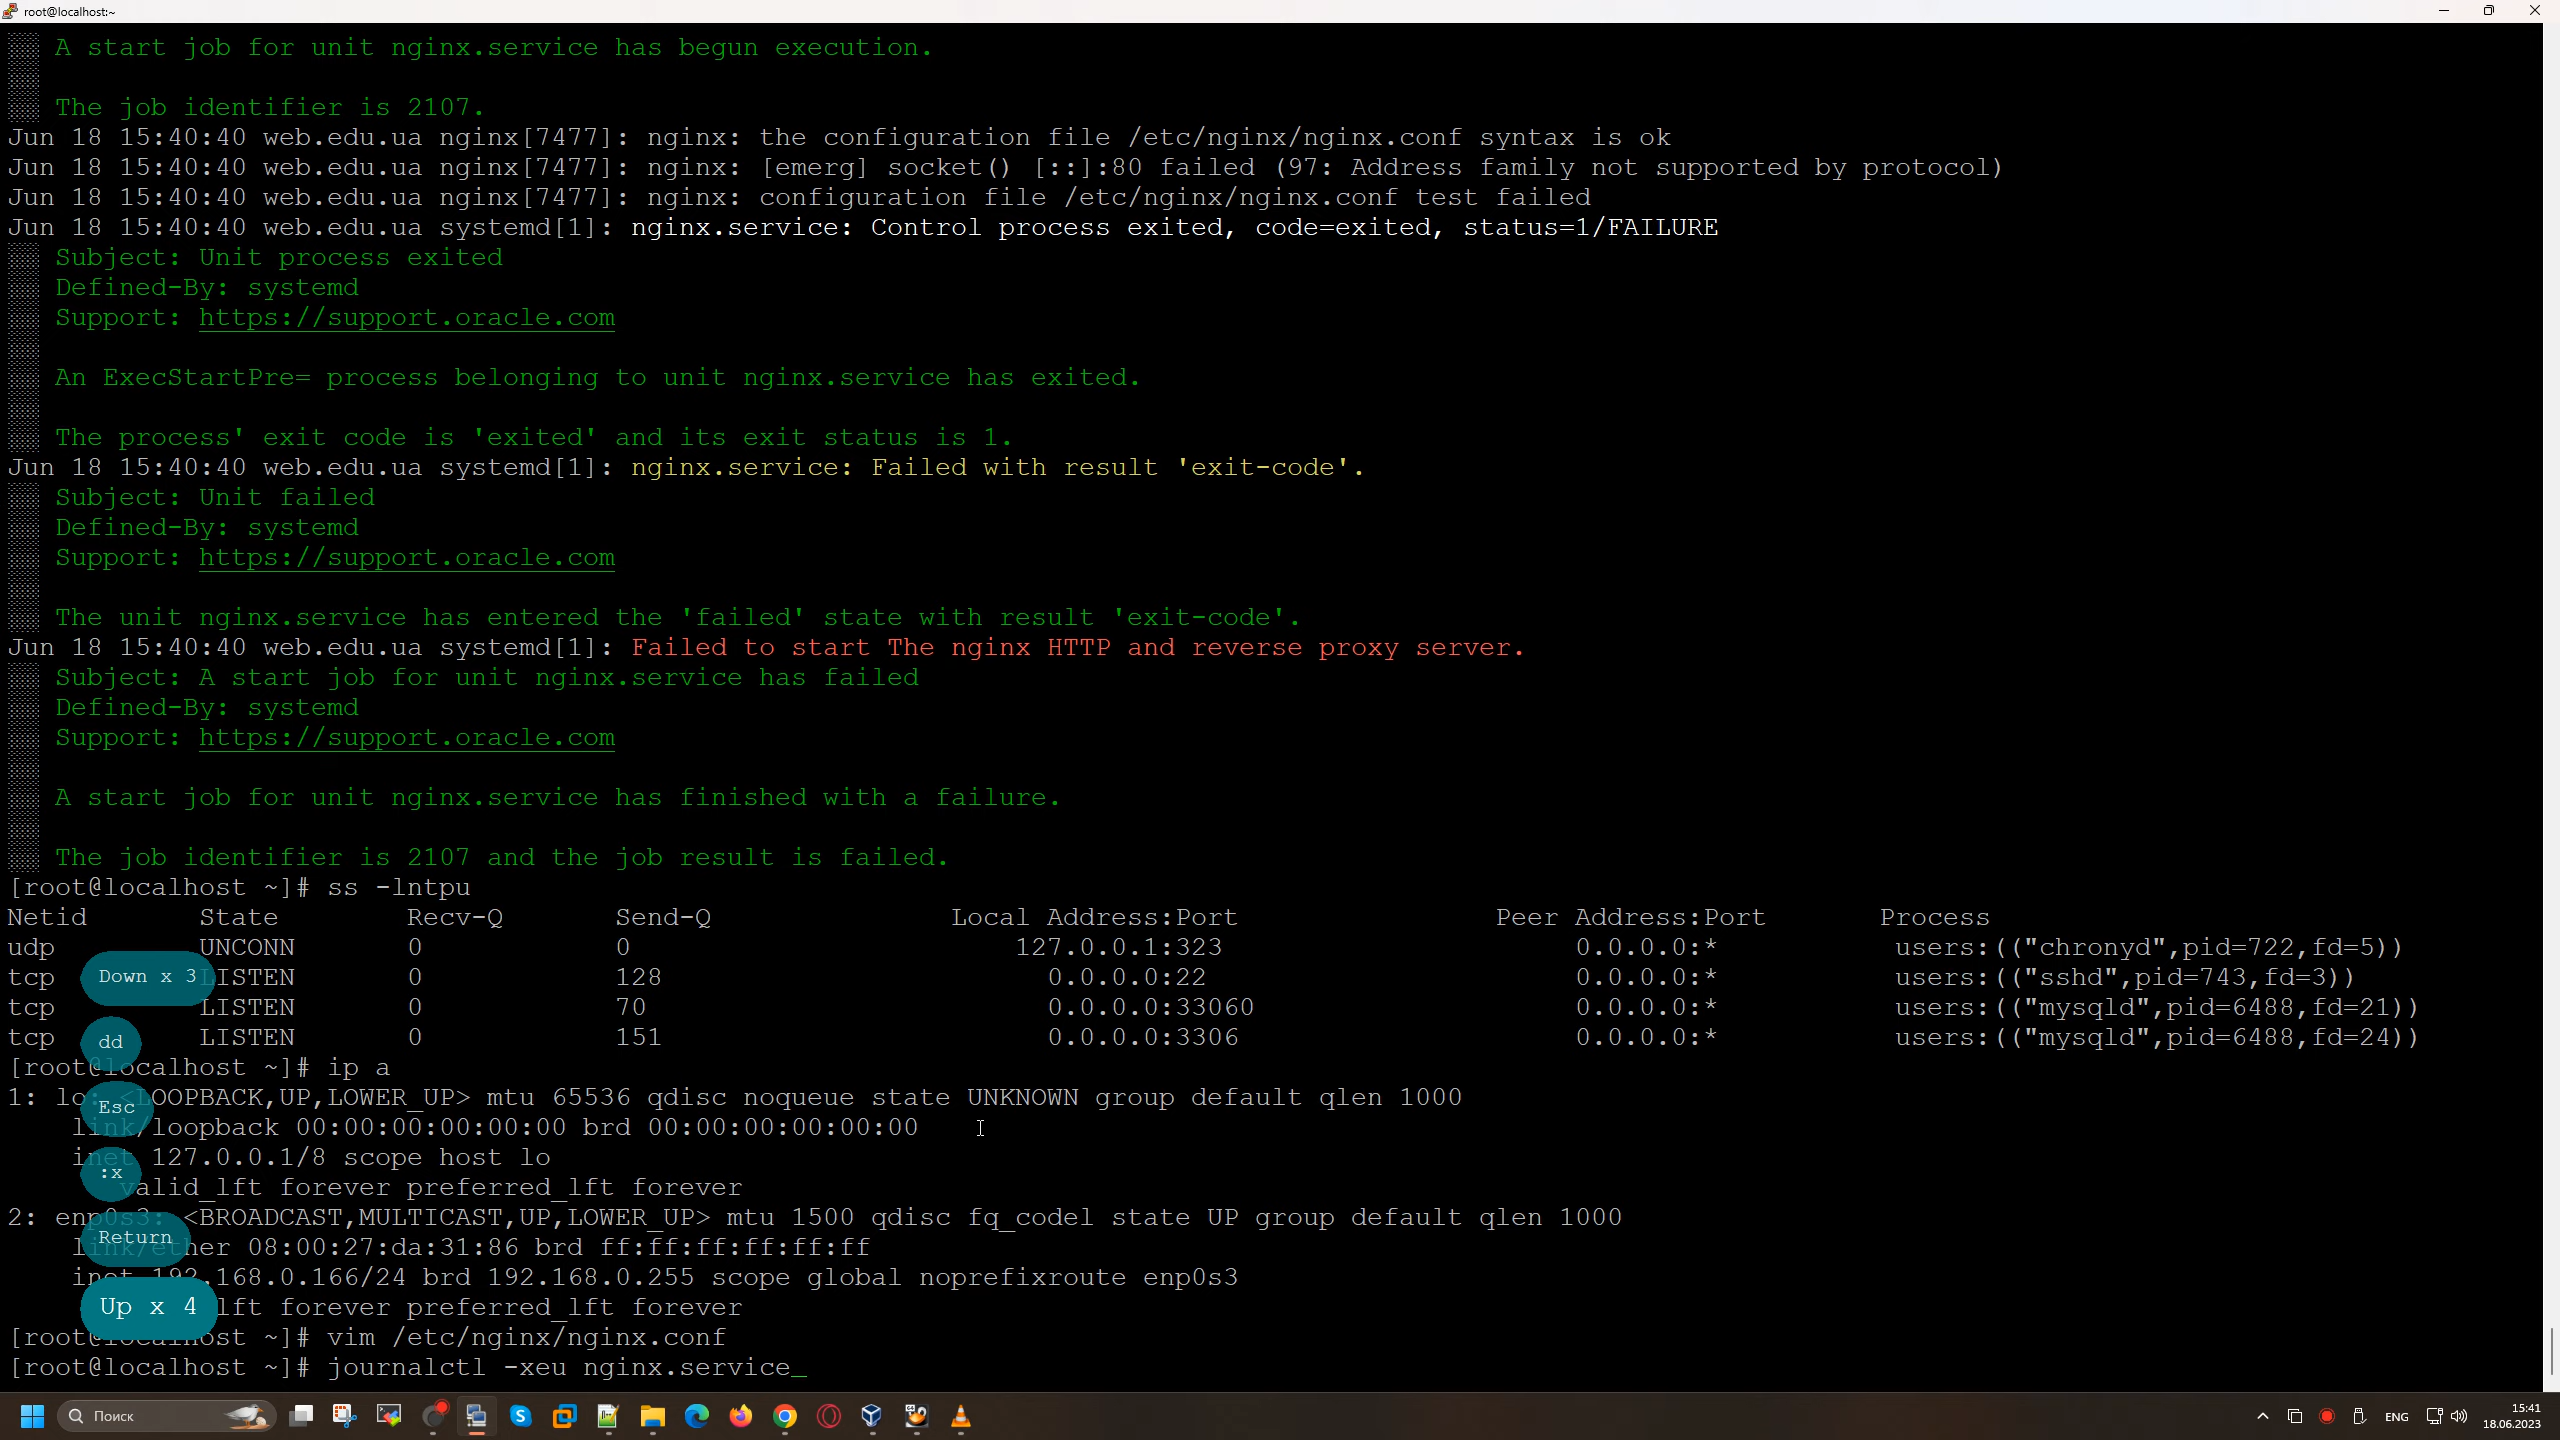 root@localhost:~
A start job for unit nginx.service has begun execution.
The job identifier is 2107.
Jun 18 15:40:40 web.edu.ua nginx[7477]: nginx: the configuration file /etc/nginx/nginx.conf syntax is ok
Jun 18 15:40:40 web.edu.ua nginx[7477]: nginx: [emerg] socket() [::]:80 failed (97: Address family not supported by protocol)
Jun 18 15:40:40 web.edu.ua nginx[7477]: nginx: configuration file /etc/nginx/nginx.conf test failed
Jun 18 15:40:40 web.edu.ua systemd[1]: nginx.service: Control process exited, code=exited, status=1/FAILURE
Subject: Unit process exited
Defined-By: systemd
Support: https://support.oracle.com
An ExecStartPre= process belonging to unit nginx.service has exited.
The process' exit code is 'exited' and its exit status is 1.
Jun 18 15:40:40 web.edu.ua systemd[1]: nginx.service: Failed with result 'exit-code'.
Subject: Unit failed
Defined-By: systemd
Support: https://support.oracle.com
The unit nginx.service has entered the 'failed' state with result 'exit-code'.
Jun 18 15:40:40 web.edu.ua systemd[1]: Failed to start The nginx HTTP and reverse proxy server.
Subject: A start job for unit nginx.service has failed
Defined-By: systemd
Support: https://support.oracle.com
A start job for unit nginx.service has finished with a failure.
The job identifier is 2107 and the job result is failed.
[root@localhost ~]# ss -lntpu
Netid State Recv-Q Send-Q Local Address:Port Peer Address:Port Process
udp UNCONN 0 0 127.0.0.1:323 0.0.0.0:* users:(("chronyd",pid=722,fd=5))
tcp LISTEN 0 128 0.0.0.0:22 0.0.0.0:* users:(("sshd",pid=743,fd=3))
Down x 3
tcp LISTEN 0 70 0.0.0.0:33060 0.0.0.0:* users:(("mysqld",pid=6488,fd=21))
tcp LISTEN 0 151 0.0.0.0:3306 0.0.0.0:* users:(("mysqld",pid=6488,fd=24))
dd
[root@localhost ~]# ip a
1: lo: <LOOPBACK,UP,LOWER_UP> mtu 65536 qdisc noqueue state UNKNOWN group default qlen 1000
Esc
link/loopback 00:00:00:00:00:00 brd 00:00:00:00:00:00
inet 127.0.0.1/8 scope host lo
:x
valid_lft forever preferred_lft forever
2: enp0s3: <BROADCAST,MULTICAST,UP,LOWER_UP> mtu 1500 qdisc fq_codel state UP group default qlen 1000
Return
link/ether 08:00:27:da:31:86 brd ff:ff:ff:ff:ff:ff
inet 192.168.0.166/24 brd 192.168.0.255 scope global noprefixroute enp0s3
Up x 4
lft forever preferred_lft forever
[root@localhost ~]# vim /etc/nginx/nginx.conf
[root@localhost ~]# journalctl -xeu nginx.service_
Поиск
ENG
15:41
18.06.2023